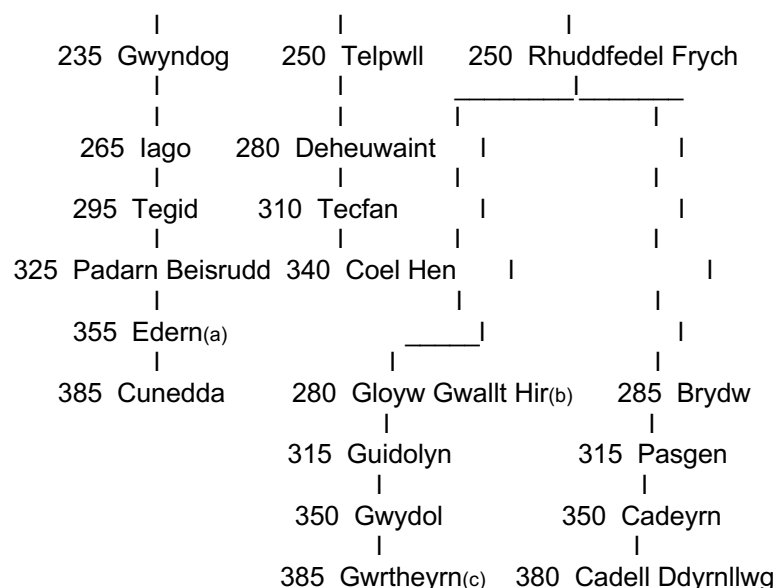 235 Gwyndog 250 Telpwll 250 Rhuddfedel Frych
265 Iago 280 Deheuwaint
295 Tegid 310 Tecfan
325 Padarn Beisrudd 340 Coel Hen
355 Edern(a)
385 Cunedda 280 Gloyw Gwallt Hir(b) 285 Brydw
315 Guidolyn 315 Pasgen
350 Gwydol 350 Cadeyrn
385 Gwrtheyrn(c) 380 Cadell Ddyrnllwg